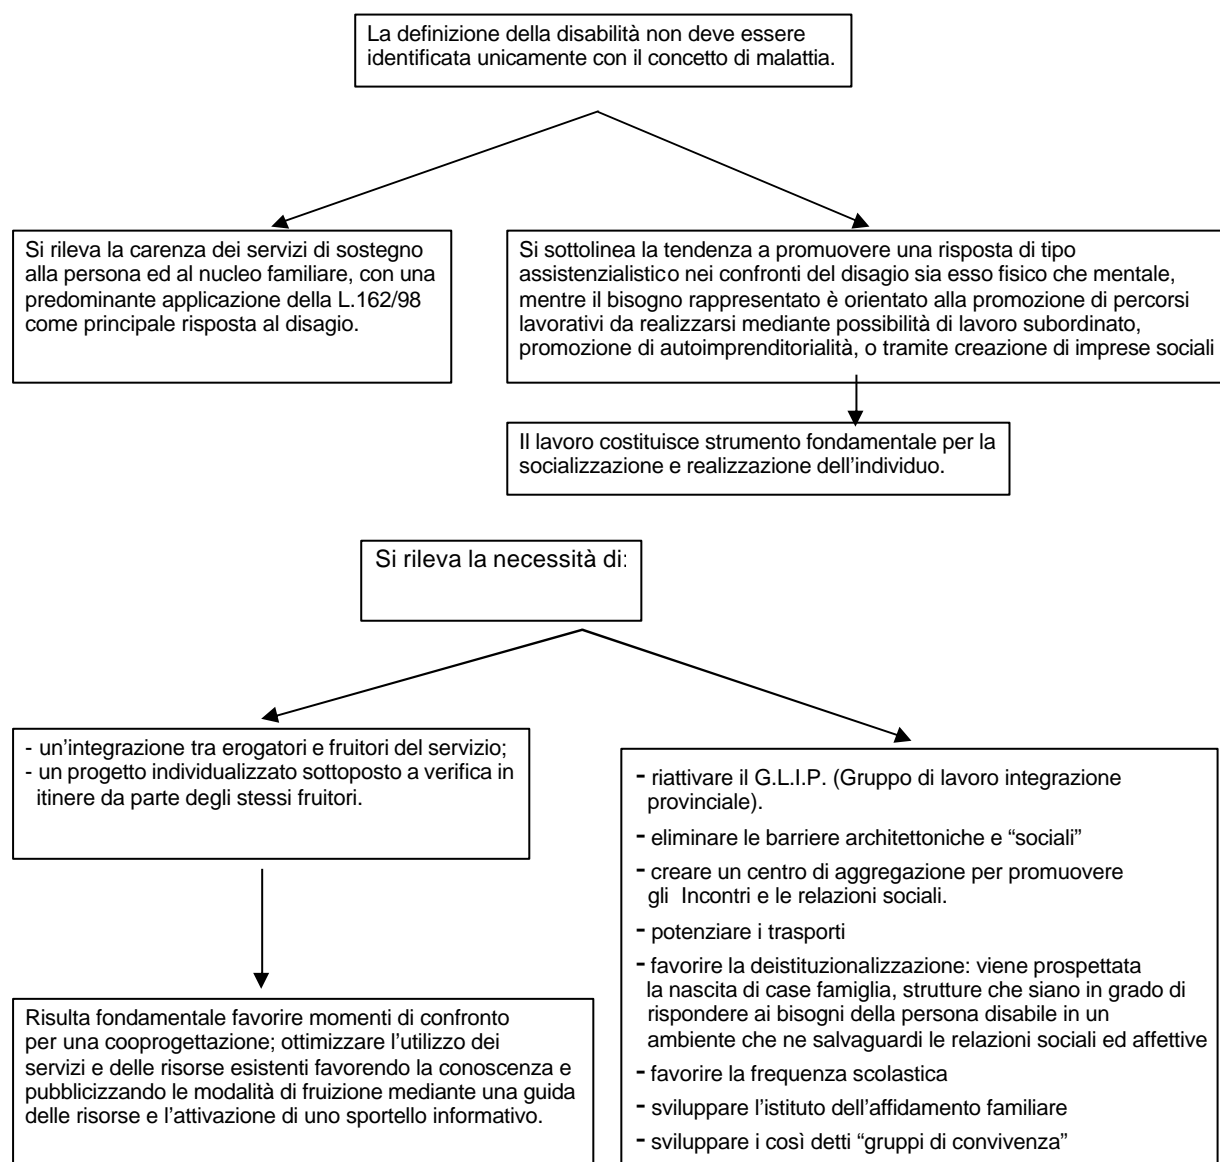 La definizione della disabilità non deve essere
identificata unicamente con il concetto di malattia.
Si rileva la carenza dei servizi di sostegno
alla persona ed al nucleo familiare, con una
predominante applicazione della L.162/98
come principale risposta al disagio.
Si sottolinea la tendenza a promuovere una risposta di tipo
assistenzialistico nei confronti del disagio sia esso fisico che mentale,
mentre il bisogno rappresentato è orientato alla promozione di percorsi
lavorativi da realizzarsi mediante possibilità di lavoro subordinato,
promozione di autoimprenditorialità, o tramite creazione di imprese sociali
Il lavoro costituisce strumento fondamentale per la
socializzazione e realizzazione dell’individuo.
Si rileva la necessità di:
- un’integrazione tra erogatori e fruitori del servizio;
- un progetto individualizzato sottoposto a verifica in
itinere da parte degli stessi fruitori.
Risulta fondamentale favorire momenti di confronto
per una cooprogettazione; ottimizzare l’utilizzo dei
servizi e delle risorse esistenti favorendo la conoscenza e
pubblicizzando le modalità di fruizione mediante una guida
delle risorse e l’attivazione di uno sportello informativo.
- riattivare il G.L.I.P. (Gruppo di lavoro integrazione
provinciale).
- eliminare le barriere architettoniche e “sociali”
- creare un centro di aggregazione per promuovere
gli Incontri e le relazioni sociali.
- potenziare i trasporti
- favorire la deistituzionalizzazione: viene prospettata
la nascita di case famiglia, strutture che siano in grado di
rispondere ai bisogni della persona disabile in un
ambiente che ne salvaguardi le relazioni sociali ed affettive
- favorire la frequenza scolastica
- sviluppare l’istituto dell’affidamento familiare
- sviluppare i così detti “gruppi di convivenza”